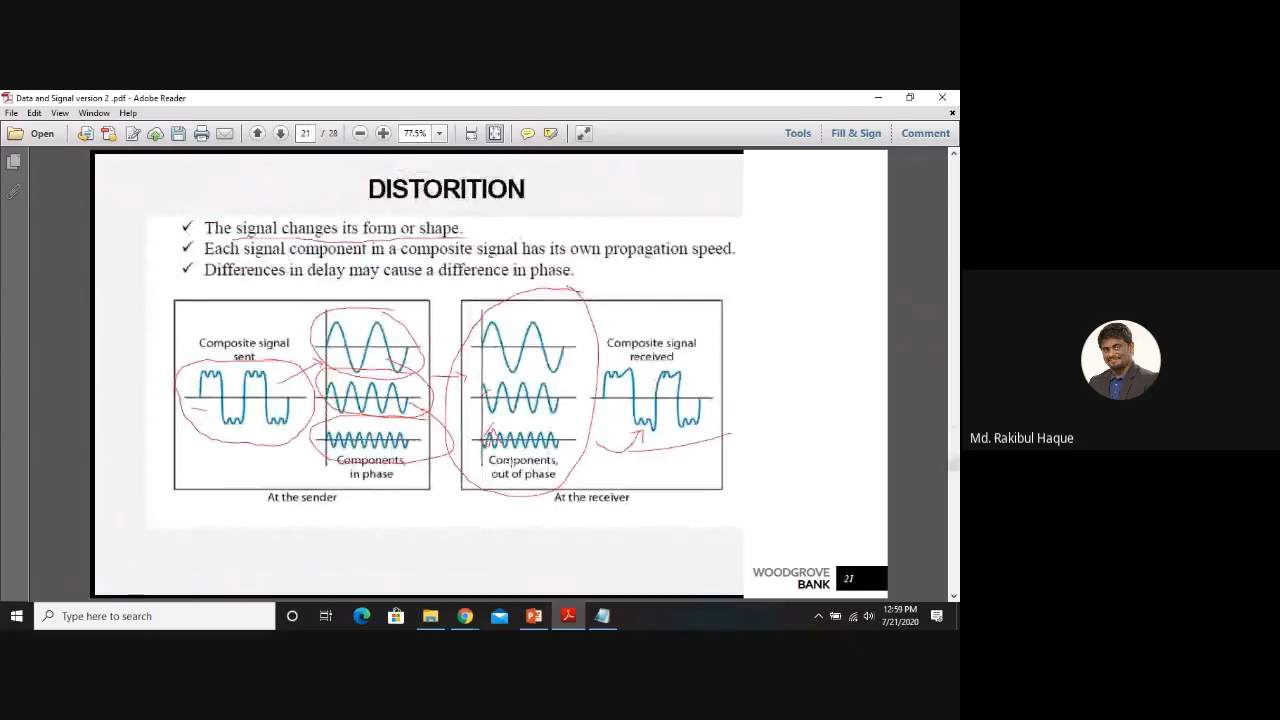 Data and Signal version 2 .pdf - Adobe Reader
File Edit View Window Help
Open 21 / 28 77.5% Tools Fill & Sign Comment
DISTORITION
✓ The signal changes its form or shape.
✓ Each signal component in a composite signal has its own propagation speed.
✓ Differences in delay may cause a difference in phase.
Composite signal
sent
Components,
in phase
At the sender
Composite signal
received
Components,
out of phase
At the receiver
WOODGROVE
BANK
21
Md. Rakibul Haque
Type here to search
12:59 PM
7/21/2020